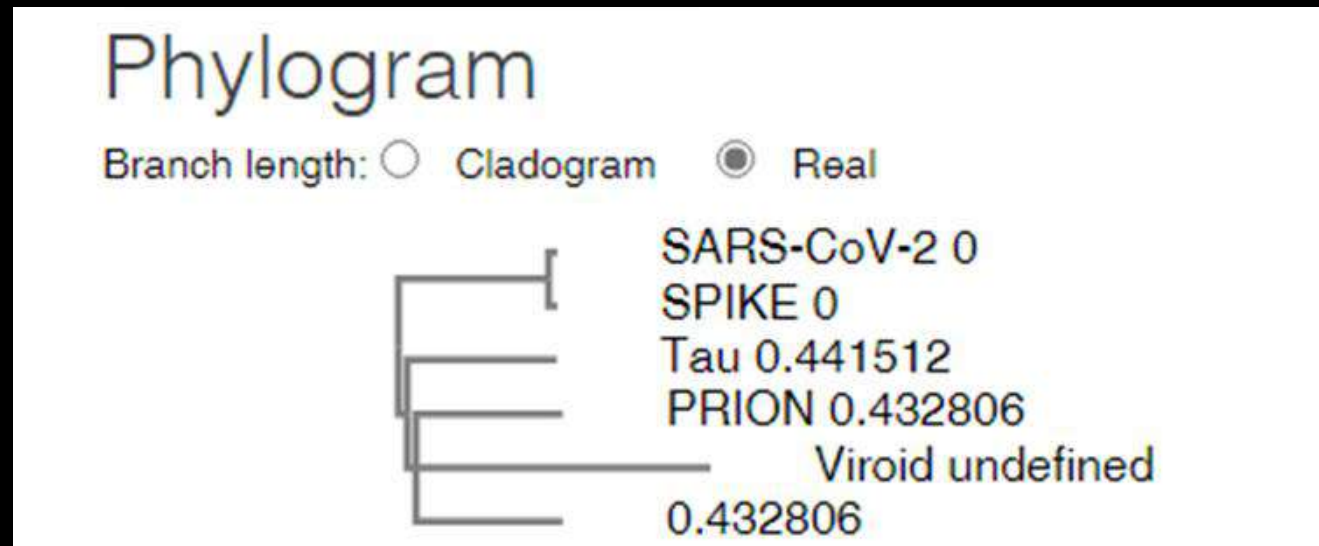 Phylogram
Branch length: Cladogram Real
SARS-CoV-2 0
SPIKE 0
Tau 0.441512
PRION 0.432806
Viroid undefined
0.432806